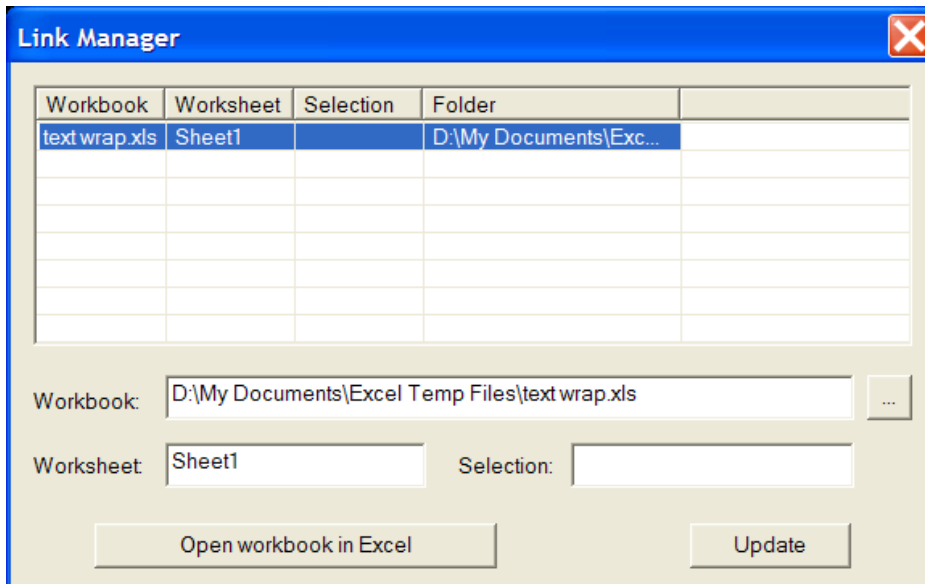 Link Manager
Workbook Worksheet Selection Folder
text wrap.xls Sheet1 D:\My Documents\Exc...
Workbook: D:\My Documents\Excel Temp Files\text wrap.xls ...
Worksheet: Sheet1 Selection:
Open workbook in Excel Update